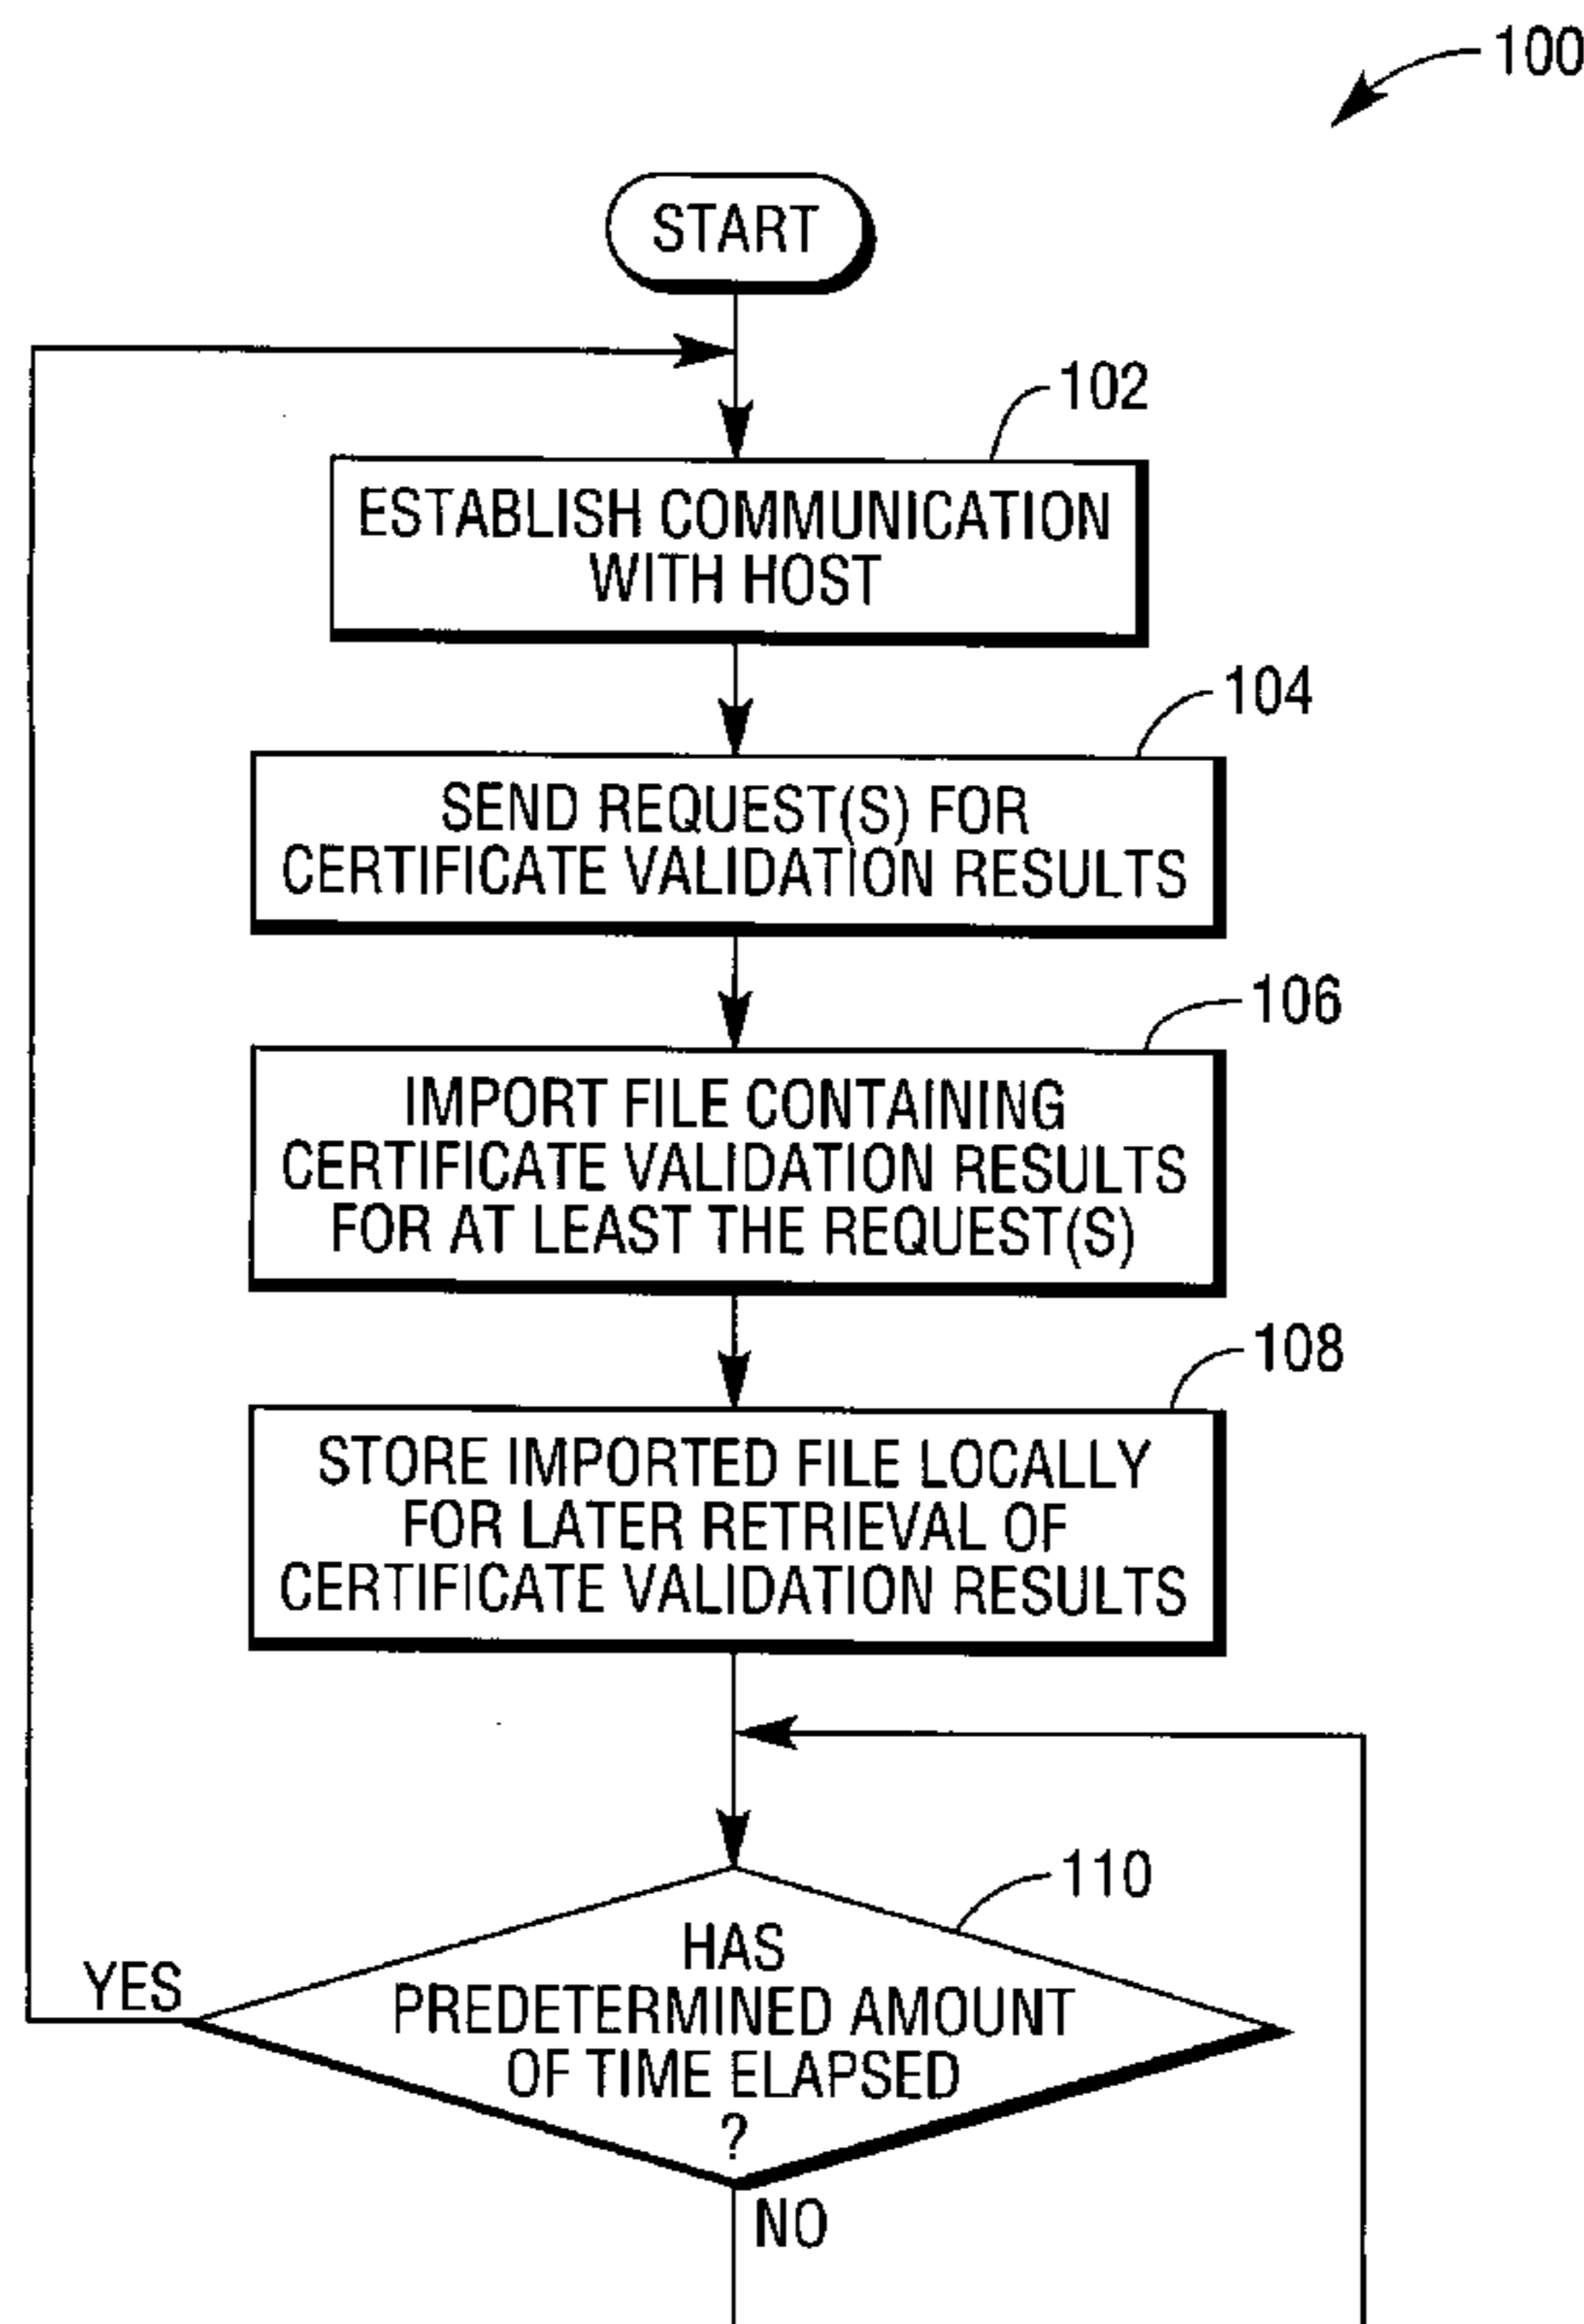 100
START
102
ESTABLISH COMMUNICATION
WITH HOST
104
SEND REQUEST(S) FOR
CERTIFICATE VALIDATION RESULTS
106
IMPORT FILE CONTAINING
CERTIFICATE VALIDATION RESULTS
FOR AT LEAST THE REQUEST(S)
108
STORE IMPORTED FILE LOCALLY
FOR LATER RETRIEVAL OF
CERTIFICATE VALIDATION RESULTS
110
HAS
PREDETERMINED AMOUNT
OF TIME ELAPSED
?
YES
NO